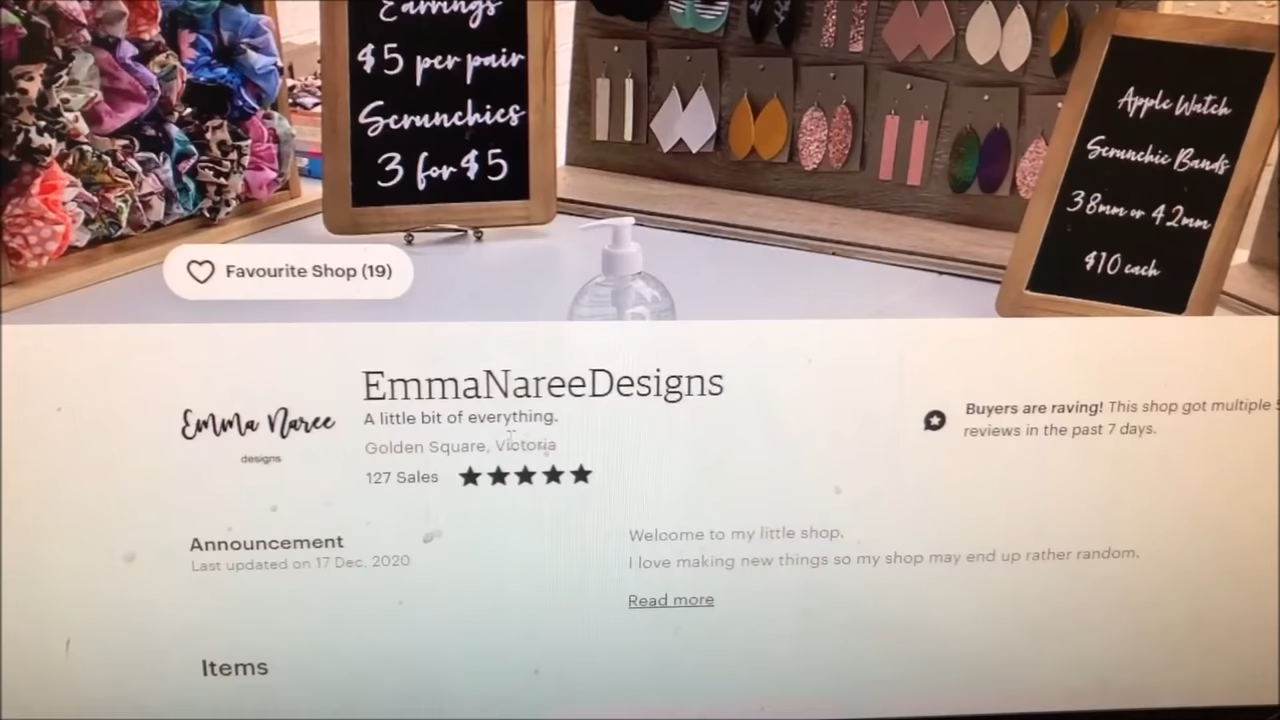 Earrings
$5 per pair
Scrunchies
3 for $5
Apple Watch
Scrunchie Bands
38mm or 42mm
$10 each
Favourite Shop (19)
Emma Naree
designs
EmmaNareeDesigns
A little bit of everything.
Golden Square, Victoria
127 Sales
Buyers are raving! This shop got multiple 5
reviews in the past 7 days.
Announcement
Last updated on 17 Dec, 2020
Welcome to my little shop.
I love making new things so my shop may end up rather random.
Read more
Items